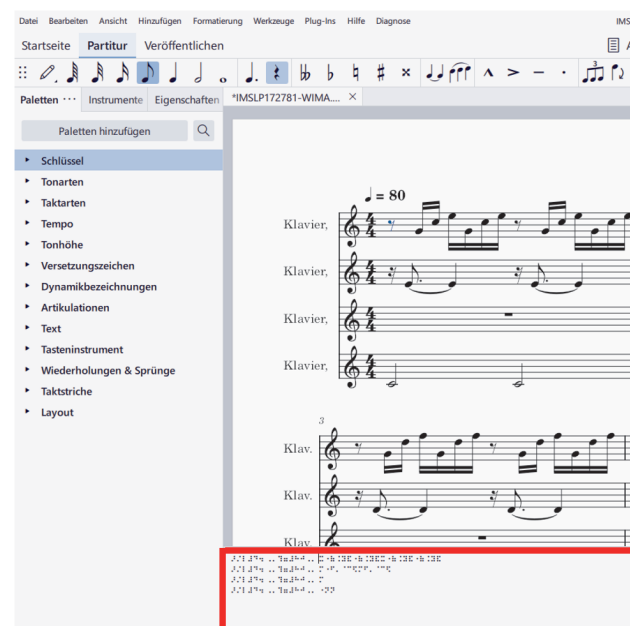 Datei Bearbeiten Ansicht Hinzufügen Formatierung Werkzeuge Plug-Ins Hilfe Diagnose IMS
Startseite Partitur Veröffentlichen
3
Paletten ··· Instrumente Eigenschaften *IMSLP172781-WIMA....
Paletten hinzufügen
Schlüssel
Tonarten
Taktarten
Tempo
Tonhöhe
Versetzungszeichen
Dynamikbezeichnungen
Artikulationen
Text
Tasteninstrument
Wiederholungen & Sprünge
Taktstriche
Layout
= 80
Klavier,
Klavier,
Klavier,
Klavier,
3
Klav.
Klav.
Klav.